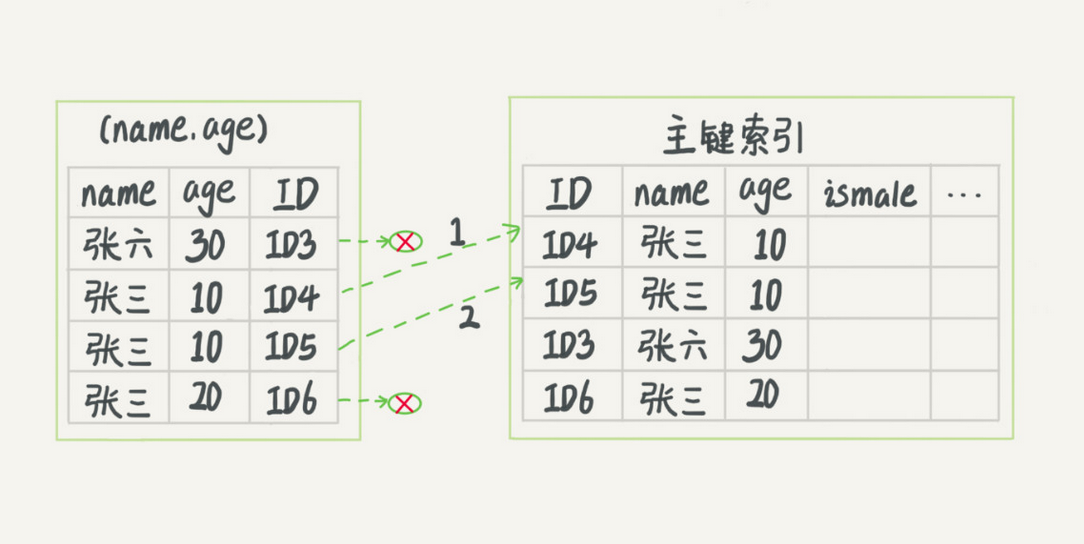 (name.age)
name age ID
张六 30 ID3
张三 10 ID4
张三 10 ID5
张三 20 ID6
1
2
主键索引
ID name age ismale ...
ID4 张三 10
ID5 张三 10
ID3 张六 30
ID6 张三 20